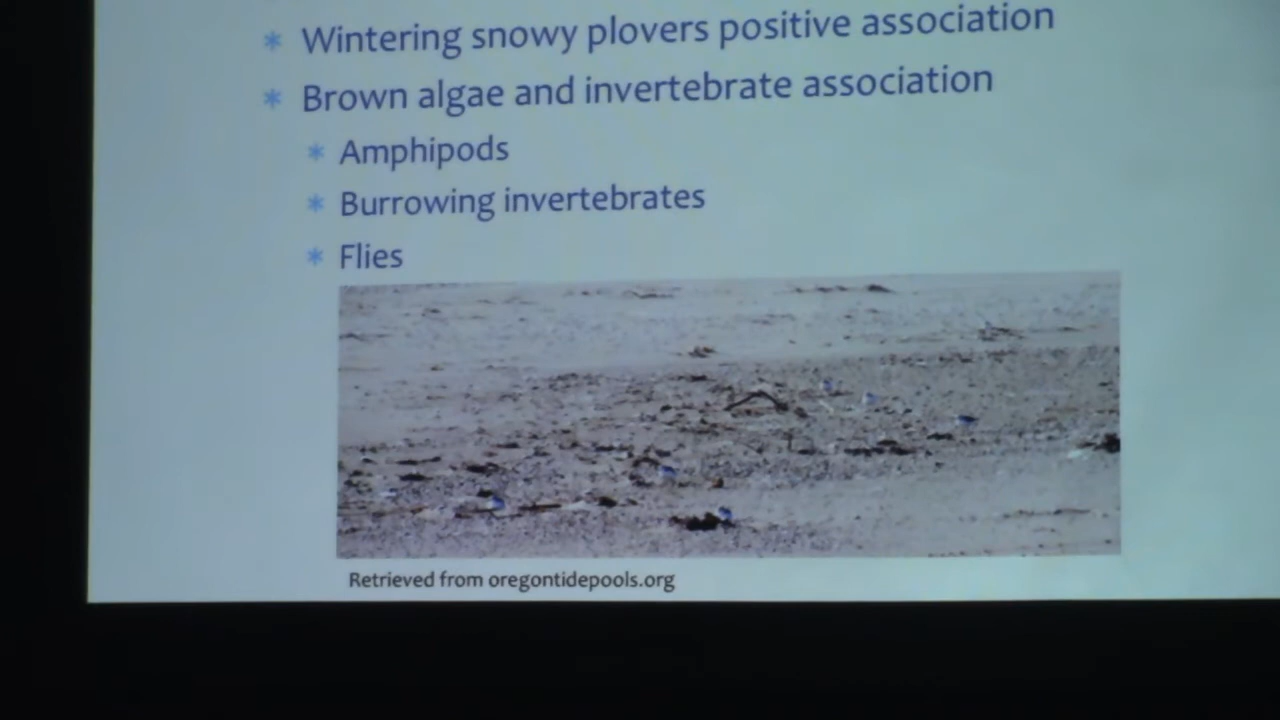 * Wintering snowy plovers positive association
* Brown algae and invertebrate association
* Amphipods
* Burrowing invertebrates
* Flies
Retrieved from oregontidepools.org